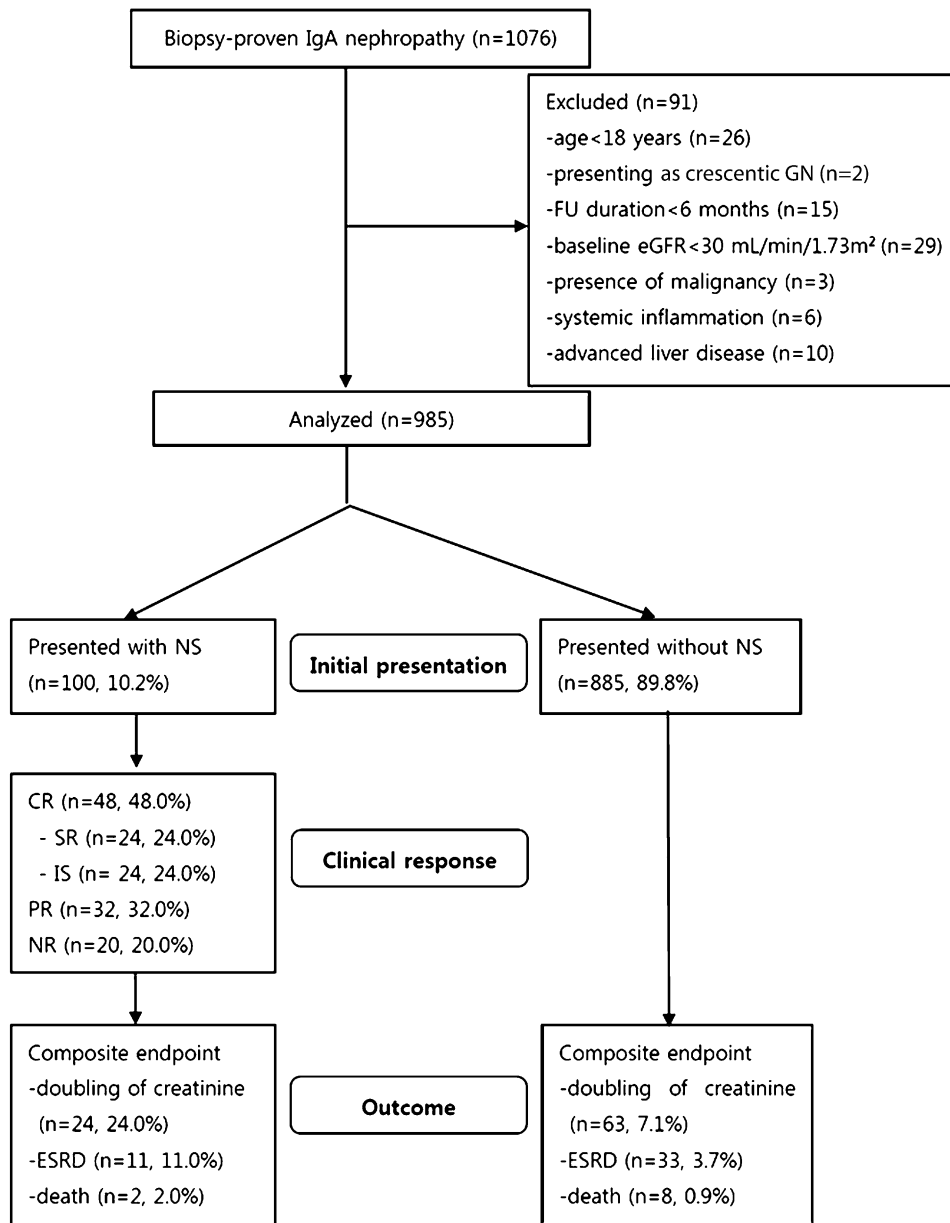 Biopsy-proven IgA nephropathy (n=1076)
Excluded (n=91)
-age<18 years (n=26)
-presenting as crescentic GN (n=2)
-FU duration<6 months (n=15)
-baseline eGFR<30 mL/min/1.73m² (n=29)
-presence of malignancy (n=3)
-systemic inflammation (n=6)
-advanced liver disease (n=10)
Analyzed (n=985)
Presented with NS
(n=100, 10.2%)
Initial presentation
Presented without NS
(n=885, 89.8%)
CR (n=48, 48.0%)
- SR (n=24, 24.0%)
- IS (n= 24, 24.0%)
PR (n=32, 32.0%)
NR (n=20, 20.0%)
Clinical response
Composite endpoint
-doubling of creatinine
(n=24, 24.0%)
-ESRD (n=11, 11.0%)
-death (n=2, 2.0%)
Outcome
Composite endpoint
-doubling of creatinine
(n=63, 7.1%)
-ESRD (n=33, 3.7%)
-death (n=8, 0.9%)